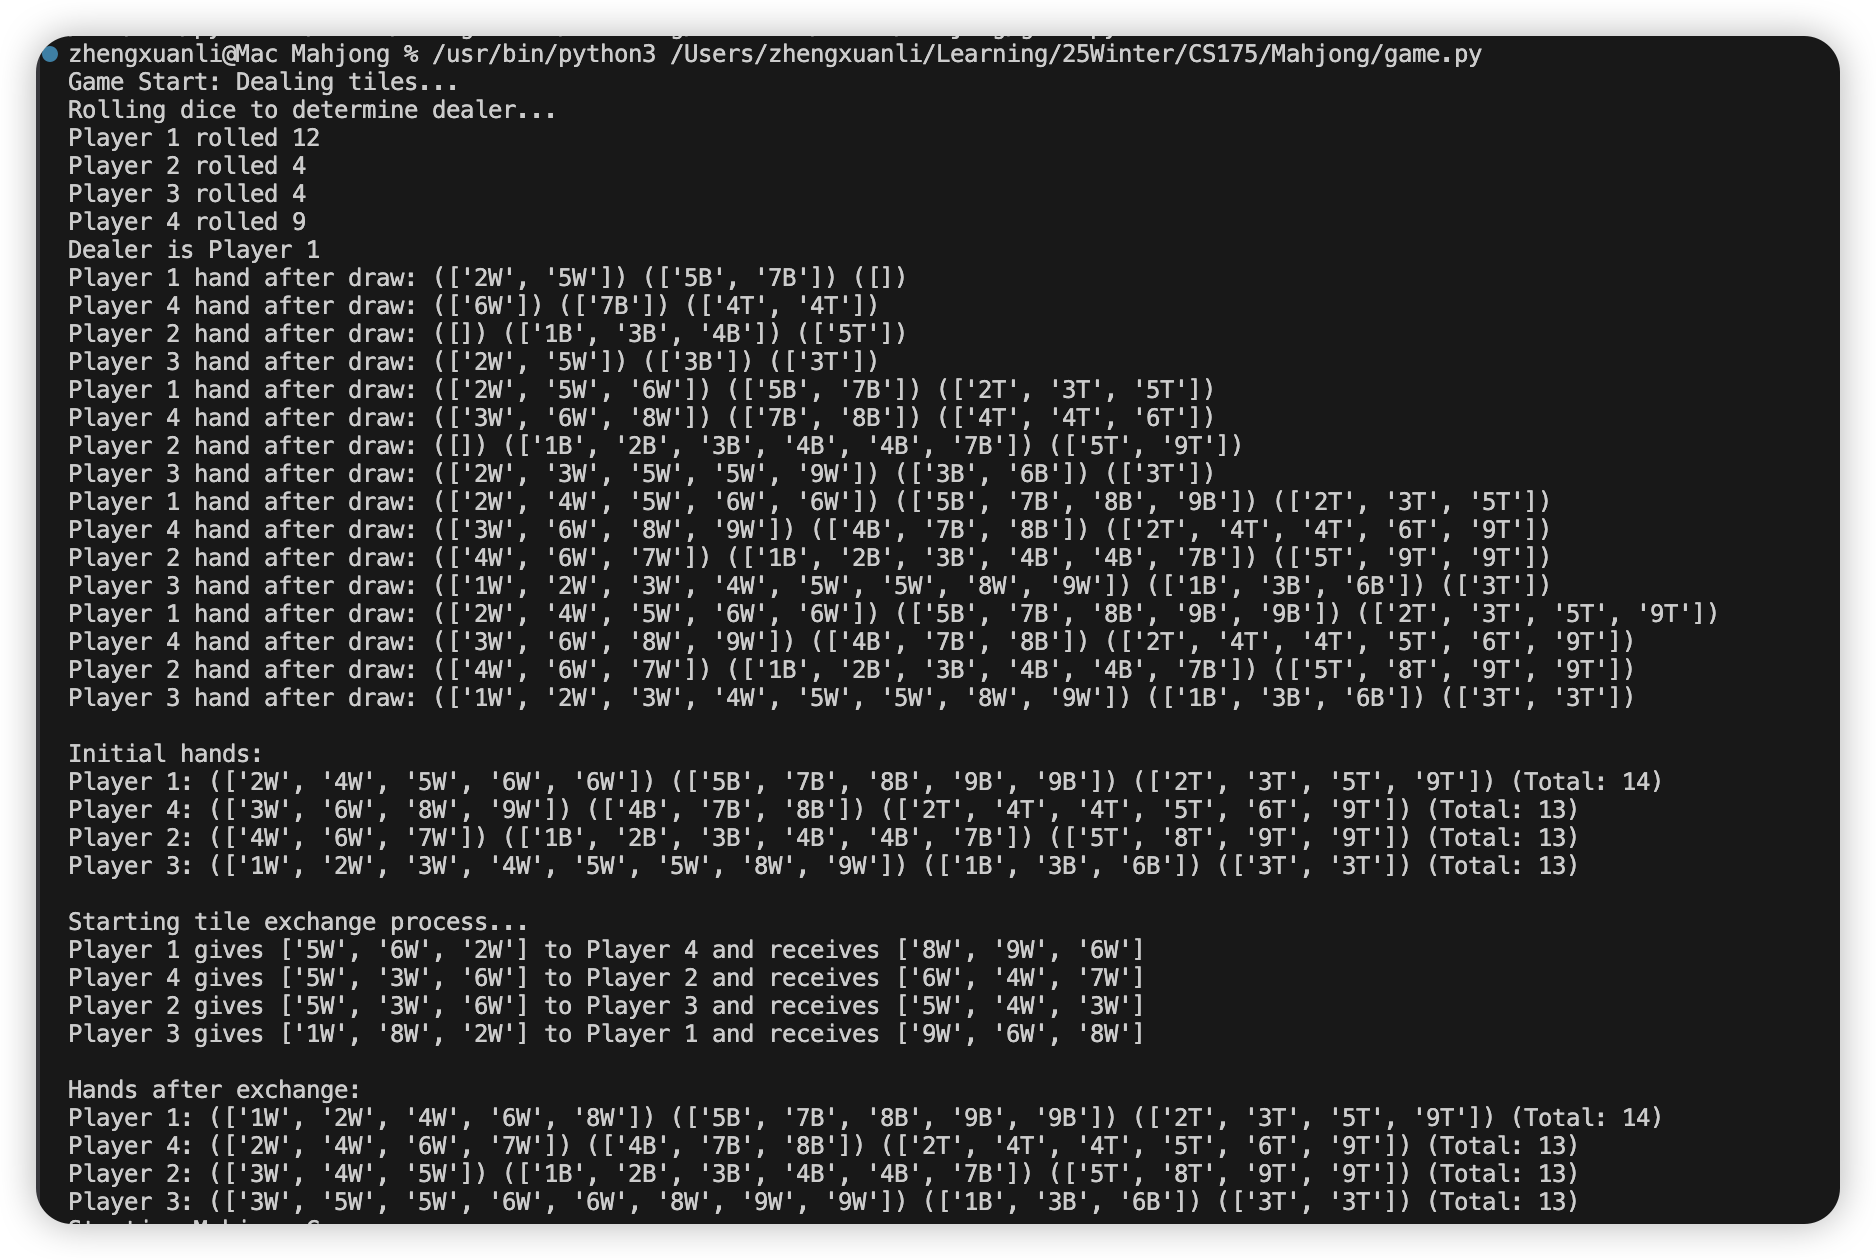 zhengxuanli@Mac Mahjong % /usr/bin/python3 /Users/zhengxuanli/Learning/25Winter/CS175/Mahjong/game.py
Game Start: Dealing tiles...
Rolling dice to determine dealer...
Player 1 rolled 12
Player 2 rolled 4
Player 3 rolled 4
Player 4 rolled 9
Dealer is Player 1
Player 1 hand after draw: (['2W', '5W']) (['5B', '7B']) ([])
Player 4 hand after draw: (['6W']) (['7B']) (['4T', '4T'])
Player 2 hand after draw: ([]) (['1B', '3B', '4B']) (['5T'])
Player 3 hand after draw: (['2W', '5W']) (['3B']) (['3T'])
Player 1 hand after draw: (['2W', '5W', '6W']) (['5B', '7B']) (['2T', '3T', '5T'])
Player 4 hand after draw: (['3W', '6W', '8W']) (['7B', '8B']) (['4T', '4T', '6T'])
Player 2 hand after draw: ([]) (['1B', '2B', '3B', '4B', '4B', '7B']) (['5T', '9T'])
Player 3 hand after draw: (['2W', '3W', '5W', '5W', '9W']) (['3B', '6B']) (['3T'])
Player 1 hand after draw: (['2W', '4W', '5W', '6W', '6W']) (['5B', '7B', '8B', '9B']) (['2T', '3T', '5T'])
Player 4 hand after draw: (['3W', '6W', '8W', '9W']) (['4B', '7B', '8B']) (['2T', '4T', '4T', '6T', '9T'])
Player 2 hand after draw: (['4W', '6W', '7W']) (['1B', '2B', '3B', '4B', '4B', '7B']) (['5T', '9T', '9T'])
Player 3 hand after draw: (['1W', '2W', '3W', '4W', '5W', '5W', '8W', '9W']) (['1B', '3B', '6B']) (['3T'])
Player 1 hand after draw: (['2W', '4W', '5W', '6W', '6W']) (['5B', '7B', '8B', '9B', '9B']) (['2T', '3T', '5T', '9T'])
Player 4 hand after draw: (['3W', '6W', '8W', '9W']) (['4B', '7B', '8B']) (['2T', '4T', '4T', '5T', '6T', '9T'])
Player 2 hand after draw: (['4W', '6W', '7W']) (['1B', '2B', '3B', '4B', '4B', '7B']) (['5T', '8T', '9T', '9T'])
Player 3 hand after draw: (['1W', '2W', '3W', '4W', '5W', '5W', '8W', '9W']) (['1B', '3B', '6B']) (['3T', '3T'])
Initial hands:
Player 1: (['2W', '4W', '5W', '6W', '6W']) (['5B', '7B', '8B', '9B', '9B']) (['2T', '3T', '5T', '9T']) (Total: 14)
Player 4: (['3W', '6W', '8W', '9W']) (['4B', '7B', '8B']) (['2T', '4T', '4T', '5T', '6T', '9T']) (Total: 13)
Player 2: (['4W', '6W', '7W']) (['1B', '2B', '3B', '4B', '4B', '7B']) (['5T', '8T', '9T', '9T']) (Total: 13)
Player 3: (['1W', '2W', '3W', '4W', '5W', '5W', '8W', '9W']) (['1B', '3B', '6B']) (['3T', '3T']) (Total: 13)
Starting tile exchange process...
Player 1 gives ['5W', '6W', '2W'] to Player 4 and receives ['8W', '9W', '6W']
Player 4 gives ['5W', '3W', '6W'] to Player 2 and receives ['6W', '4W', '7W']
Player 2 gives ['5W', '3W', '6W'] to Player 3 and receives ['5W', '4W', '3W']
Player 3 gives ['1W', '8W', '2W'] to Player 1 and receives ['9W', '6W', '8W']
Hands after exchange:
Player 1: (['1W', '2W', '4W', '6W', '8W']) (['5B', '7B', '8B', '9B', '9B']) (['2T', '3T', '5T', '9T']) (Total: 14)
Player 4: (['2W', '4W', '6W', '7W']) (['4B', '7B', '8B']) (['2T', '4T', '4T', '5T', '6T', '9T']) (Total: 13)
Player 2: (['3W', '4W', '5W']) (['1B', '2B', '3B', '4B', '4B', '7B']) (['5T', '8T', '9T', '9T']) (Total: 13)
Player 3: (['3W', '5W', '5W', '6W', '6W', '8W', '9W', '9W']) (['1B', '3B', '6B']) (['3T', '3T']) (Total: 13)